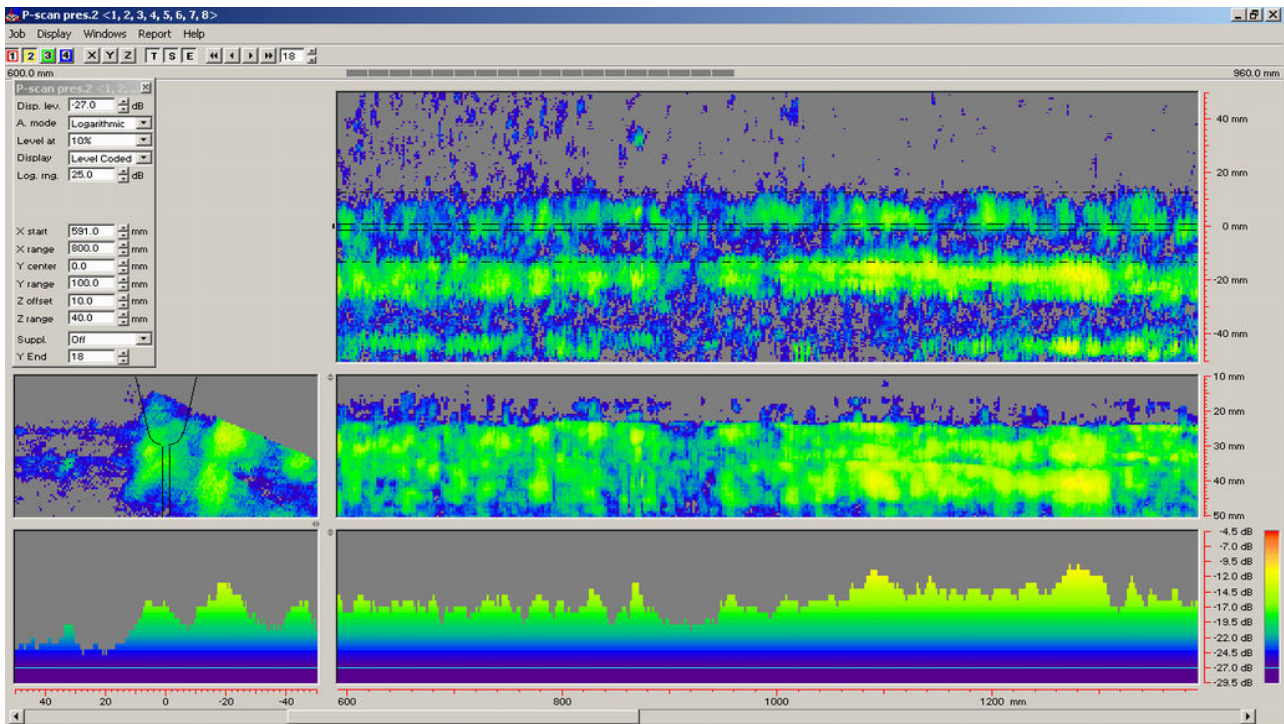 P-scan pres.2 <1, 2, 3, 4, 5, 6, 7, 8>
Job Display Windows Report Help
1 2 3 4 X Y Z T S E 18
600.0 mm 960.0 mm
P-scan pres.2 <1, 2, ...
Disp. lev. -27.0 dB
A. mode Logarithmic
Level at 10%
Display Level Coded
Log. rng. 25.0 dB
X start 591.0 mm
X range 800.0 mm
Y center 0.0 mm
Y range 100.0 mm
Z offset 10.0 mm
Z range 40.0 mm
Suppl. Off
Y End 18
40 mm
20 mm
0 mm
-20 mm
-40 mm
10 mm
20 mm
30 mm
40 mm
50 mm
-4.5 dB
-7.0 dB
-9.5 dB
-12.0 dB
-14.5 dB
-17.0 dB
-19.5 dB
-22.0 dB
-24.5 dB
-27.0 dB
-29.5 dB
40 20 0 -20 -40 600 800 1000 1200 mm